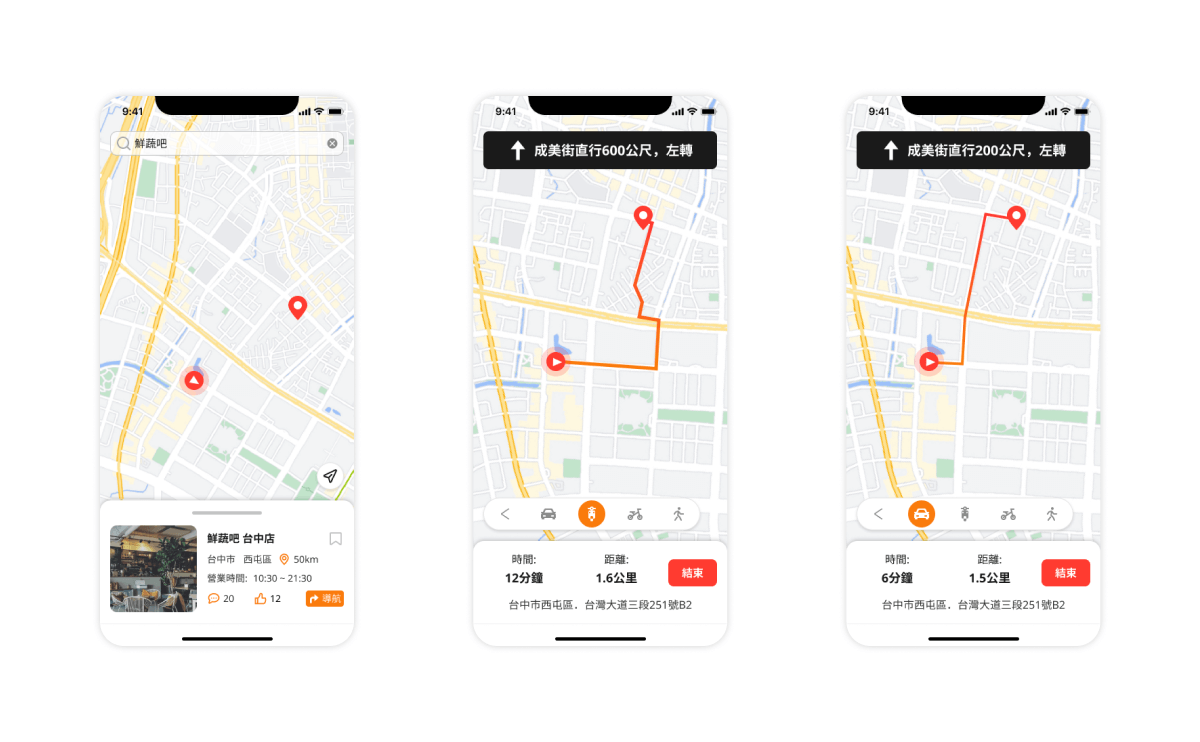 9:41
鮮蔬吧
鮮蔬吧 台中店
台中市 西屯區 50km
營業時間: 10:30 ~ 21:30
20 12 導航
9:41
成美街直行600公尺，左轉
時間: 距離:
12分鐘 1.6公里 結束
台中市西屯區．台灣大道三段251號B2
9:41
成美街直行200公尺，左轉
時間: 距離:
6分鐘 1.5公里 結束
台中市西屯區．台灣大道三段251號B2